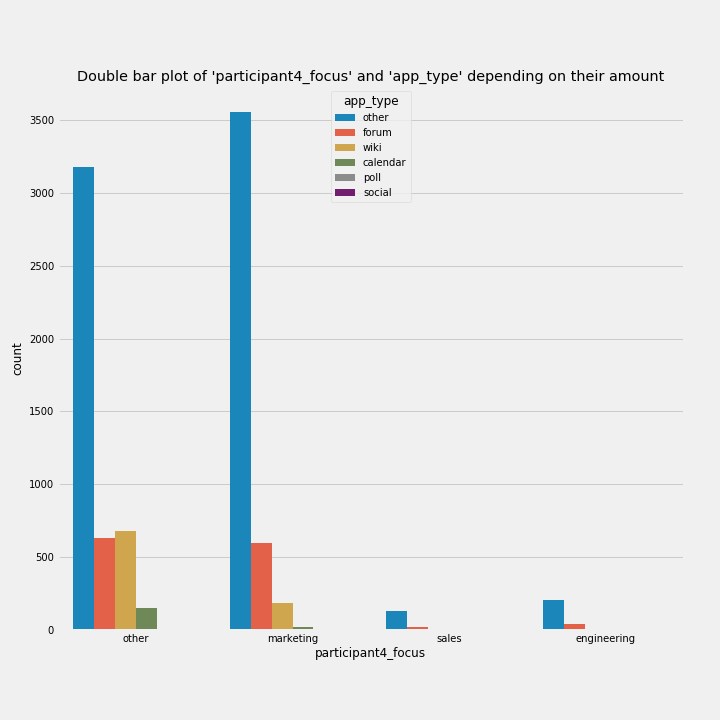 Double bar plot of 'participant4_focus' and 'app_type' depending on their amount
app_type
other
forum
wiki
calendar
poll
social
3500
3000
2500
2000
1500
1000
500
0
count
other
marketing
sales
engineering
participant4_focus